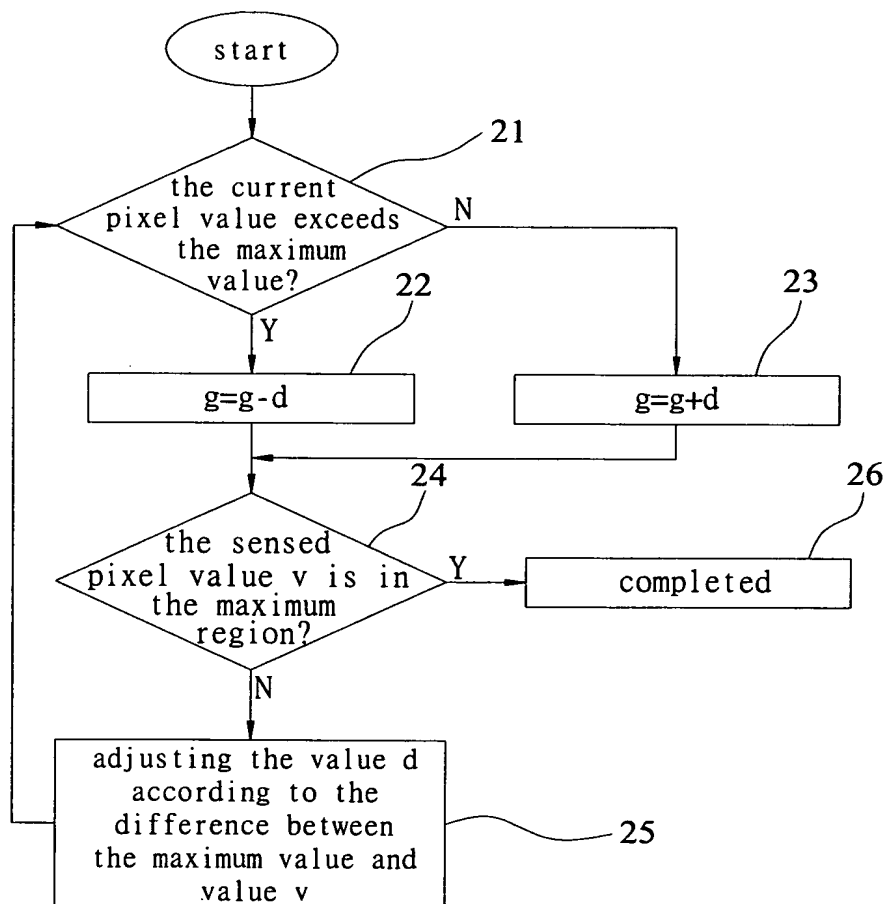 start
21
the current
pixel value exceeds
the maximum
value?
N
Y
22
23
g=g-d
g=g+d
24
26
the sensed
pixel value v is in
the maximum
region?
Y
completed
N
adjusting the value d
according to the
difference between
the maximum value and
value v
25